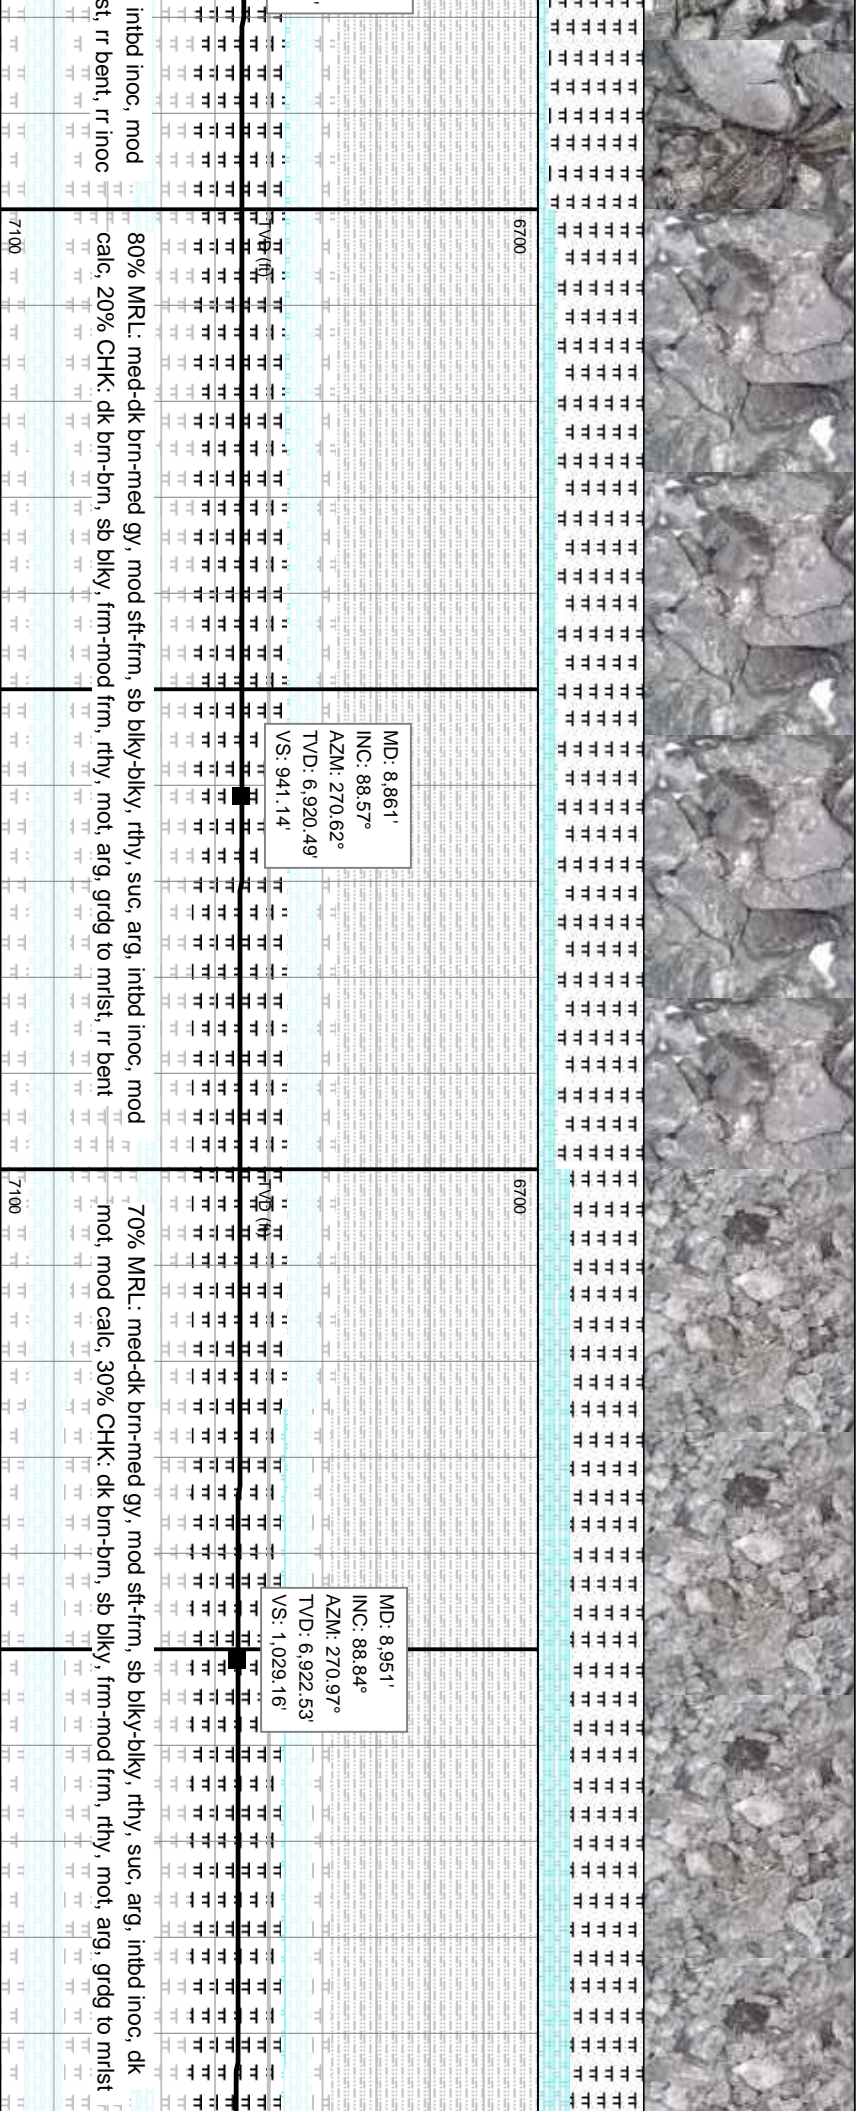 intbd inoc, mod
st, rr bent, rr inoc
6700
TVD (ft)
7100
80% MRL: med-dk brn-med gy, mod sft-frm, sb blky-blky, rthy, suc, arg, intbd inoc, mod
calc, 20% CHK: dk brn-brn, sb blky, frm-mod frm, rthy, mot, arg, grdg to mrlst, rr bent
MD: 8,861'
INC: 88.57°
AZM: 270.62°
TVD: 6,920.49'
VS: 941.14'
6700
TVD (ft)
7100
70% MRL: med-dk brn-med gy, mod sft-frm, sb blky-blky, rthy, suc, arg, intbd inoc, dk
mot, mod calc, 30% CHK: dk brn-brn, sb blky, frm-mod frm, rthy, mot, arg, grdg to mrlst
MD: 8,951'
INC: 88.84°
AZM: 270.97°
TVD: 6,922.53'
VS: 1,029.16'